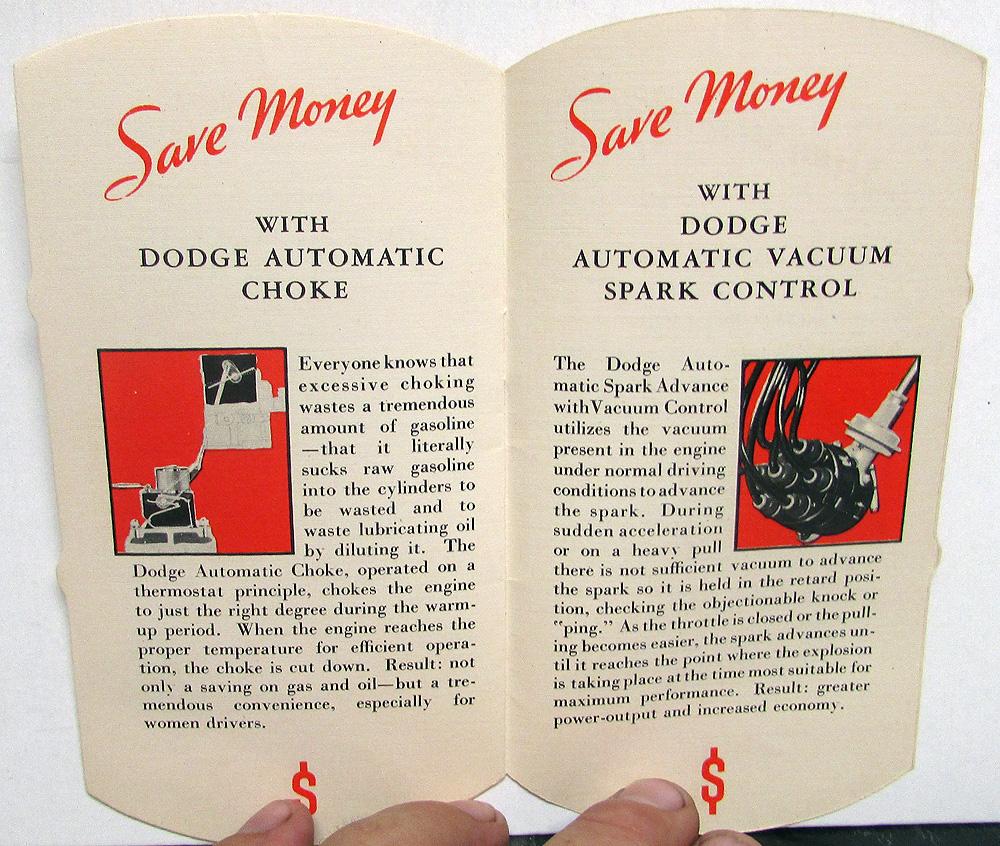 Save Money
WITH
DODGE AUTOMATIC
CHOKE
Everyone knows that
excessive choking
wastes a tremendous
amount of gasoline
—that it literally
sucks raw gasoline
into the cylinders to
be wasted and to
waste lubricating oil
by diluting it. The
Dodge Automatic Choke, operated on a
thermostat principle, chokes the engine
to just the right degree during the warm-
up period. When the engine reaches the
proper temperature for efficient opera-
tion, the choke is cut down. Result: not
only a saving on gas and oil—but a tre-
mendous convenience, especially for
women drivers.
$
Save Money
WITH
DODGE
AUTOMATIC VACUUM
SPARK CONTROL
The Dodge Auto-
matic Spark Advance
with Vacuum Control
utilizes the vacuum
present in the engine
under normal driving
conditions to advance
the spark. During
sudden acceleration
or on a heavy pull
there is not sufficient vacuum to advance
the spark so it is held in the retard posi-
tion, checking the objectionable knock or
"ping." As the throttle is closed or the pull-
ing becomes easier, the spark advances un-
til it reaches the point where the explosion
is taking place at the time most suitable for
maximum performance. Result: greater
power-output and increased economy.
$